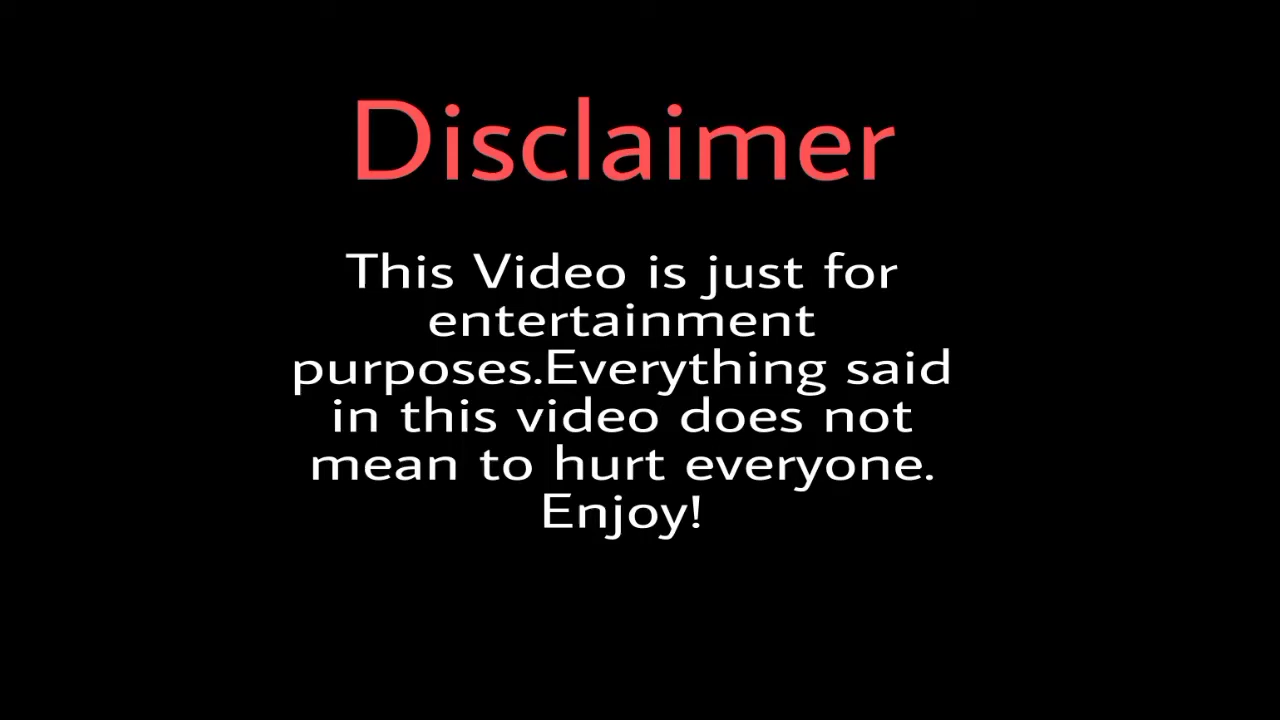 Disclaimer
This Video is just for
entertainment
purposes.Everything said
in this video does not
mean to hurt everyone.
Enjoy!